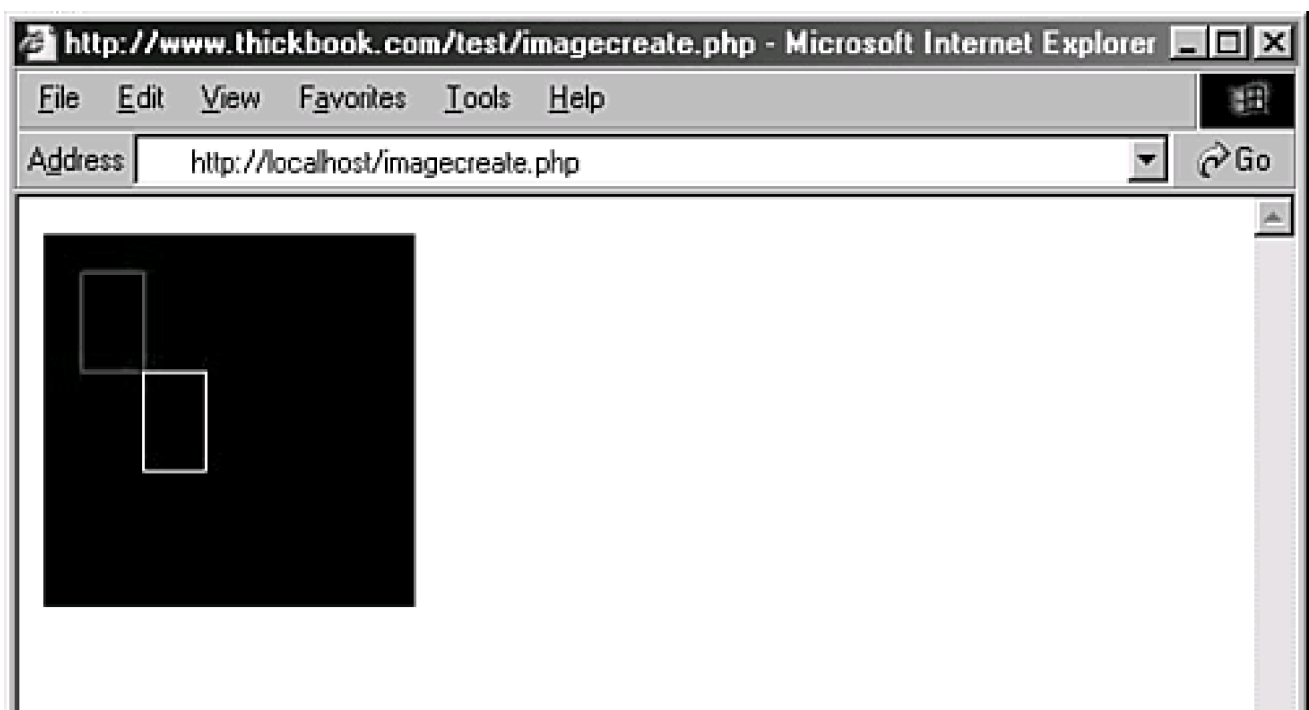 http://www.thickbook.com/test/imagecreate.php - Microsoft Internet Explorer
File Edit View Favorites Tools Help
Address http://localhost/imagecreate.php Go